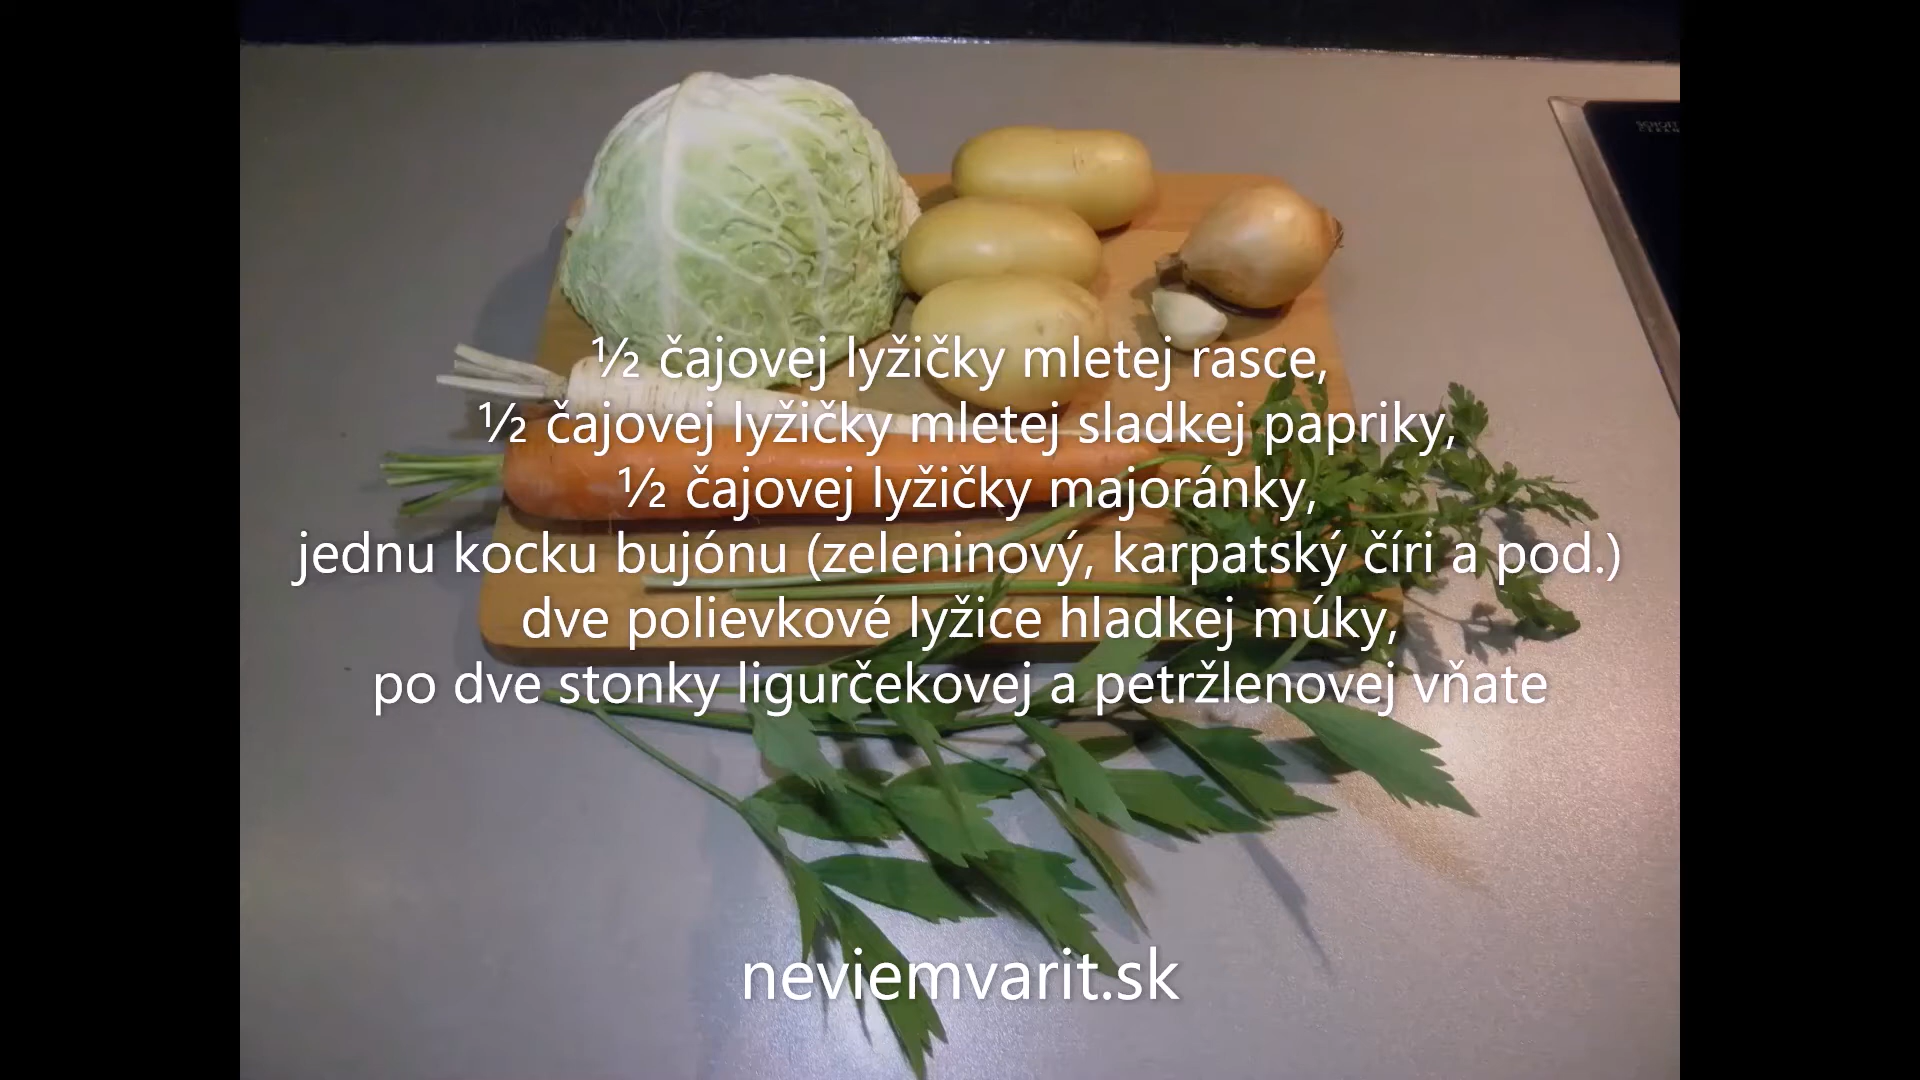 SCHOTT
CERAN
½ čajovej lyžičky mletej rasce,
½ čajovej lyžičky mletej sladkej papriky,
½ čajovej lyžičky majoránky,
jednu kocku bujónu (zeleninový, karpatský číri a pod.)
dve polievkové lyžice hladkej múky,
po dve stonky ligurčekovej a petržlenovej vňate
neviemvarit.sk